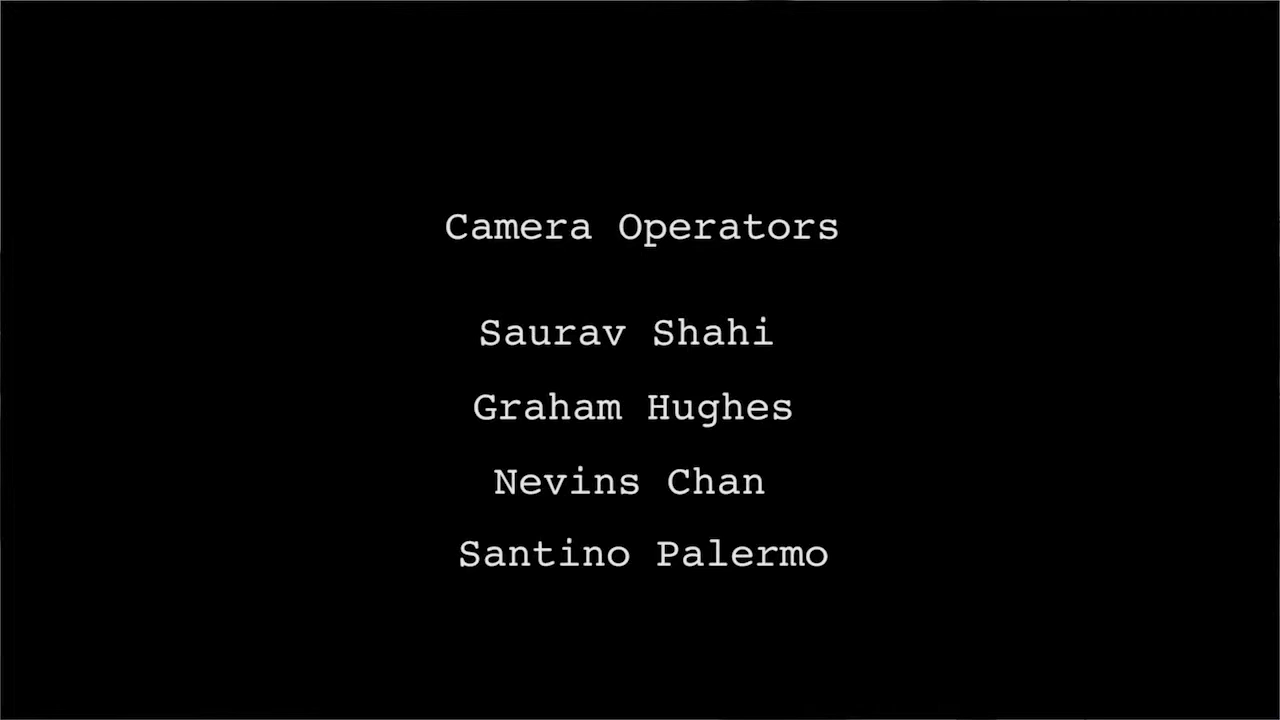 Camera Operators
Saurav Shahi
Graham Hughes
Nevins Chan
Santino Palermo